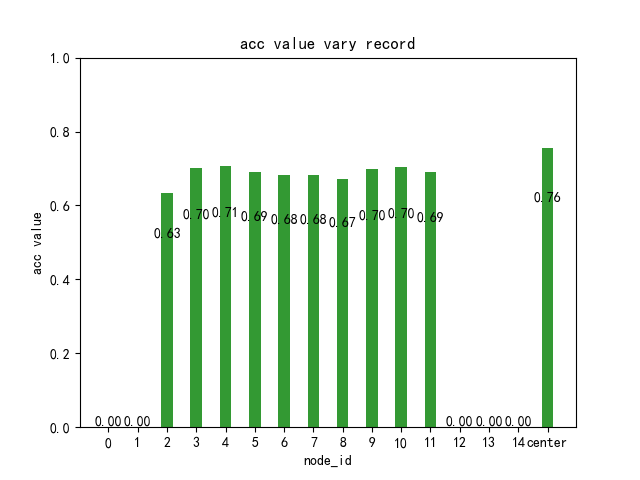 acc value vary record
acc value
1.0
0.8
0.6
0.4
0.2
0.0
0.00 0.00 0.63 0.70 0.71 0.69 0.68 0.68 0.67 0.70 0.70 0.69 0.00 0.00 0.00 0.76
0 1 2 3 4 5 6 7 8 9 10 11 12 13 14 center
node_id